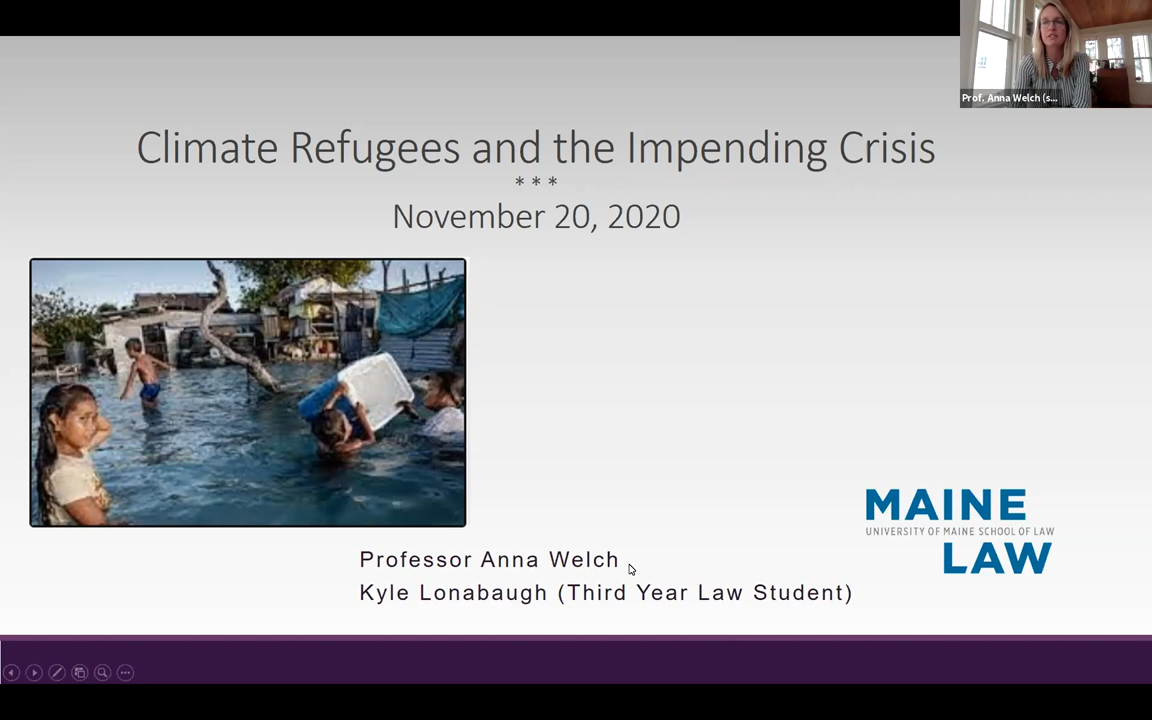 Prof. Anna Welch (s...
Climate Refugees and the Impending Crisis
* * *
November 20, 2020
MAINE
UNIVERSITY OF MAINE SCHOOL OF LAW
LAW
Professor Anna Welch
Kyle Lonabaugh (Third Year Law Student)